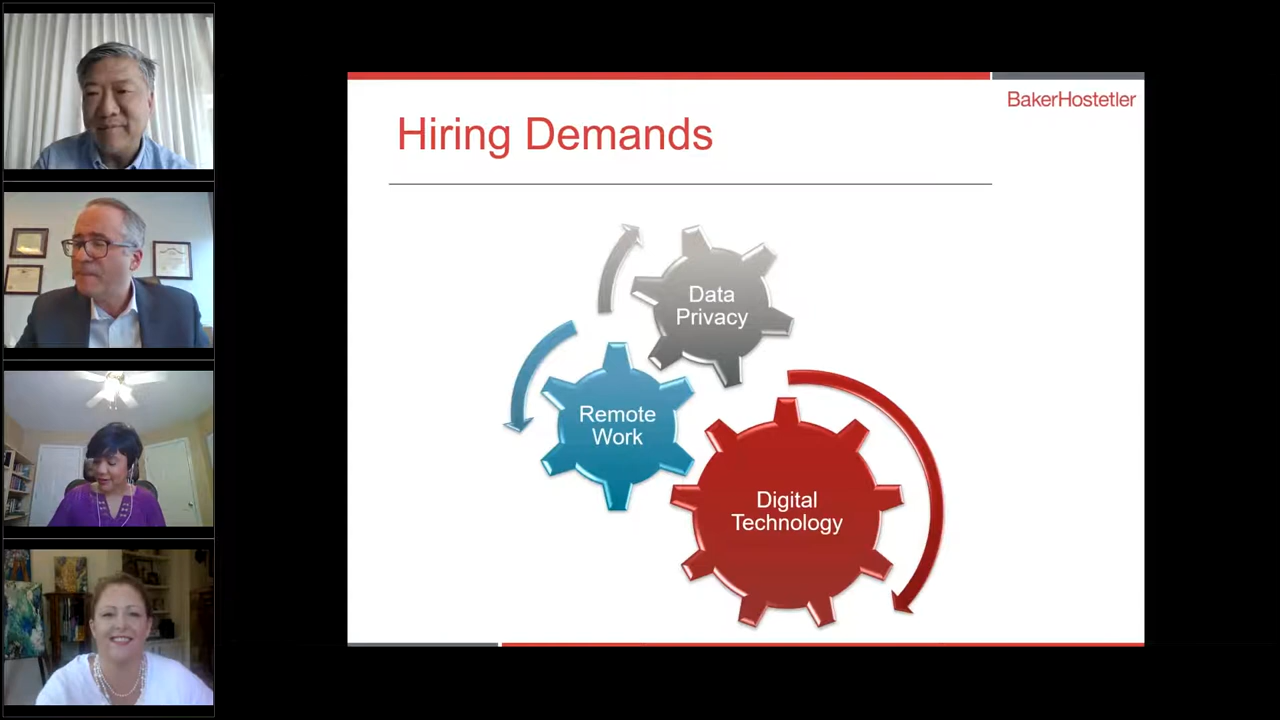 BakerHostetler
Hiring Demands
Data
Privacy
Remote
Work
Digital
Technology